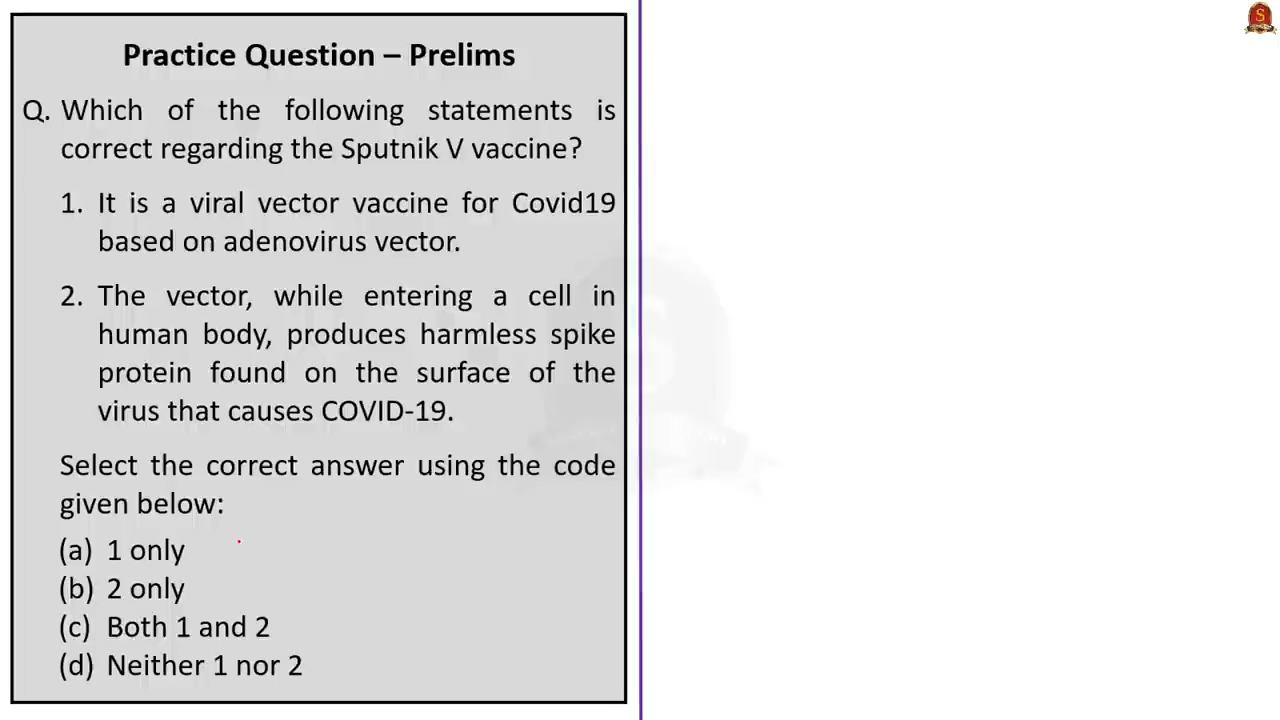 Practice Question – Prelims
Q. Which of the following statements is
correct regarding the Sputnik V vaccine?
1. It is a viral vector vaccine for Covid19
based on adenovirus vector.
2. The vector, while entering a cell in
human body, produces harmless spike
protein found on the surface of the
virus that causes COVID-19.
Select the correct answer using the code
given below:
(a) 1 only
(b) 2 only
(c) Both 1 and 2
(d) Neither 1 nor 2
S